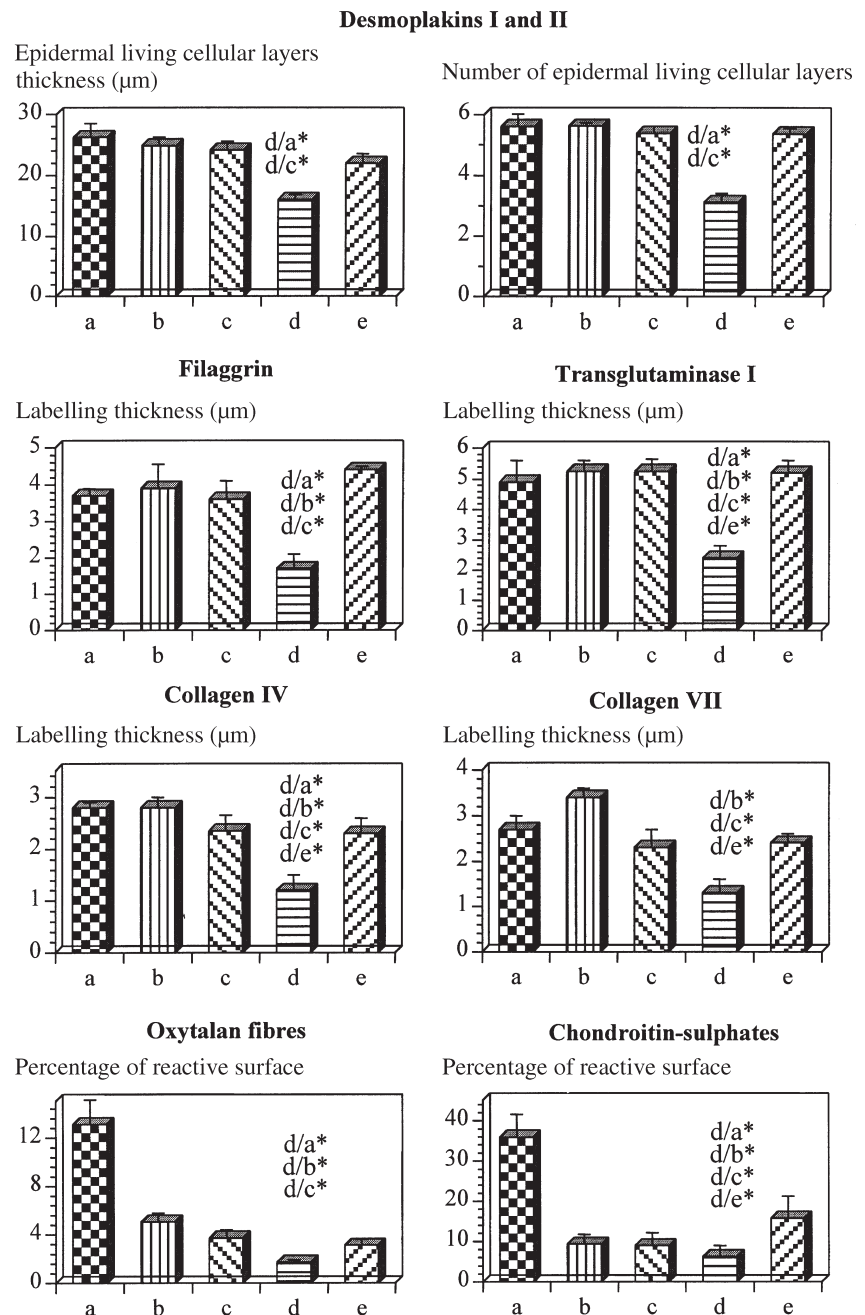 Desmoplakins I and II
Epidermal living cellular layers
thickness (µm)
30
20
10
0
d/a*
d/c*
a b c d e
Number of epidermal living cellular layers
6
4
2
0
d/a*
d/c*
a b c d e
Filaggrin
Labelling thickness (µm)
5
4
3
2
1
0
d/a*
d/b*
d/c*
a b c d e
Transglutaminase I
Labelling thickness (µm)
6
5
4
3
2
1
0
d/a*
d/b*
d/c*
d/e*
a b c d e
Collagen IV
Labelling thickness (µm)
3
2
1
0
d/a*
d/b*
d/c*
d/e*
a b c d e
Collagen VII
Labelling thickness (µm)
4
3
2
1
0
d/b*
d/c*
d/e*
a b c d e
Oxytalan fibres
Percentage of reactive surface
12
8
4
0
d/a*
d/b*
d/c*
a b c d e
Chondroitin-sulphates
Percentage of reactive surface
40
30
20
10
0
d/a*
d/b*
d/c*
d/e*
a b c d e